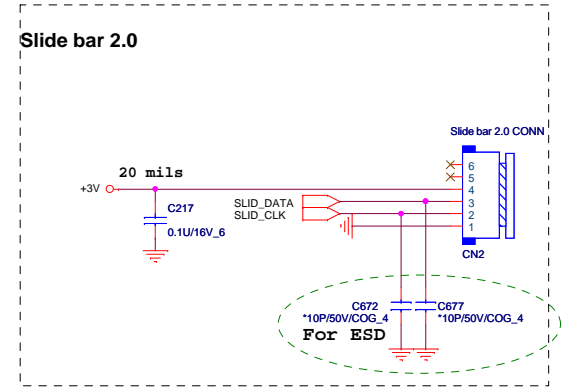 Slide bar 2.0
Slide bar 2.0 CONN
6
5
4
3
2
1
20 mils
+3V
C217
0.1U/16V_6
SLID_DATA
SLID_CLK
CN2
C672
C677
*10P/50V/COG_4
*10P/50V/COG_4
For ESD